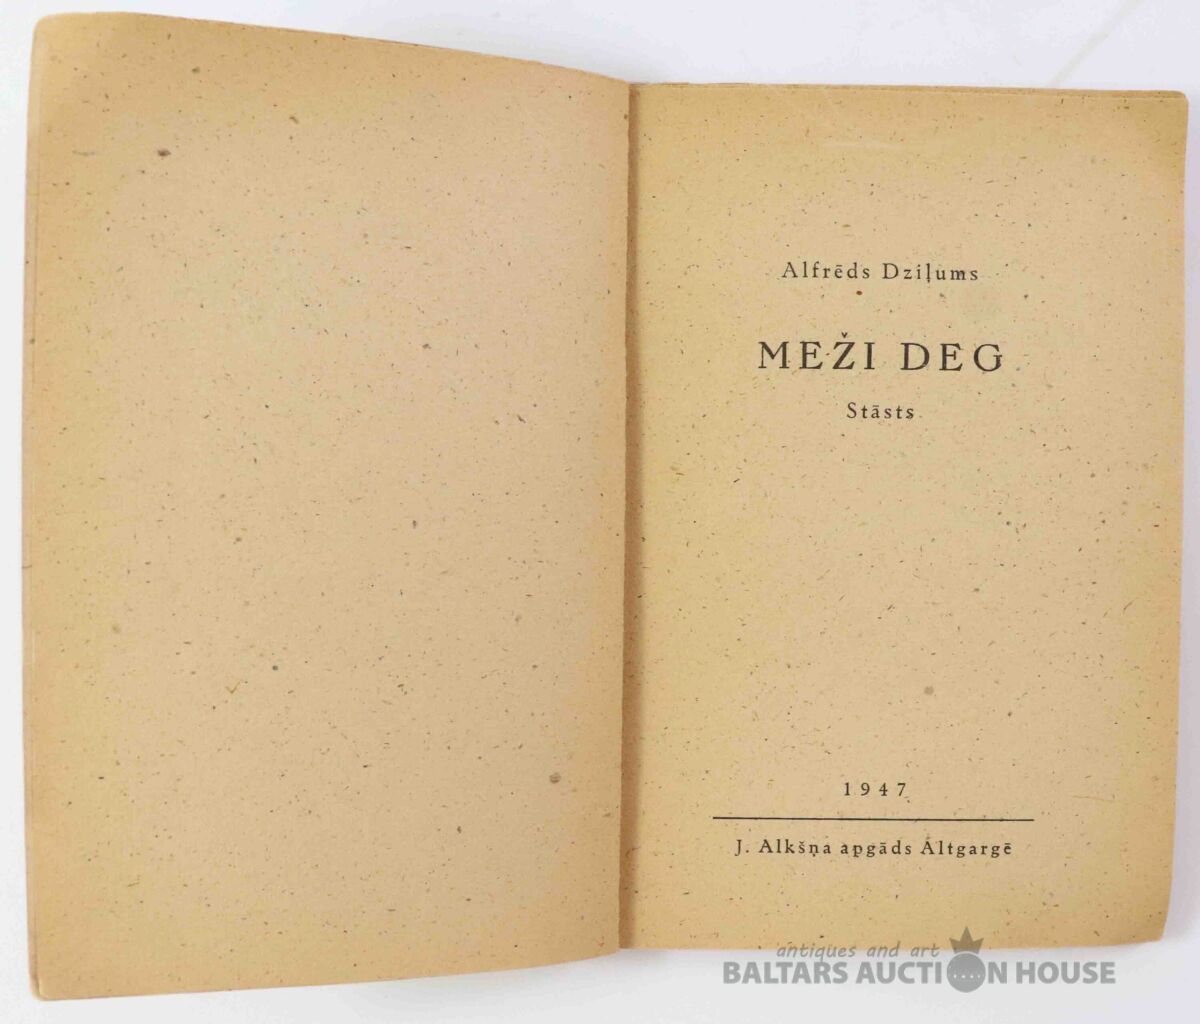 Alfrēds Dziļums
MEŽI DEG
Stāsts
1947
J. Alkšņa apgāds Altgargē
antiques and art
BALTARS AUCTION HOUSE